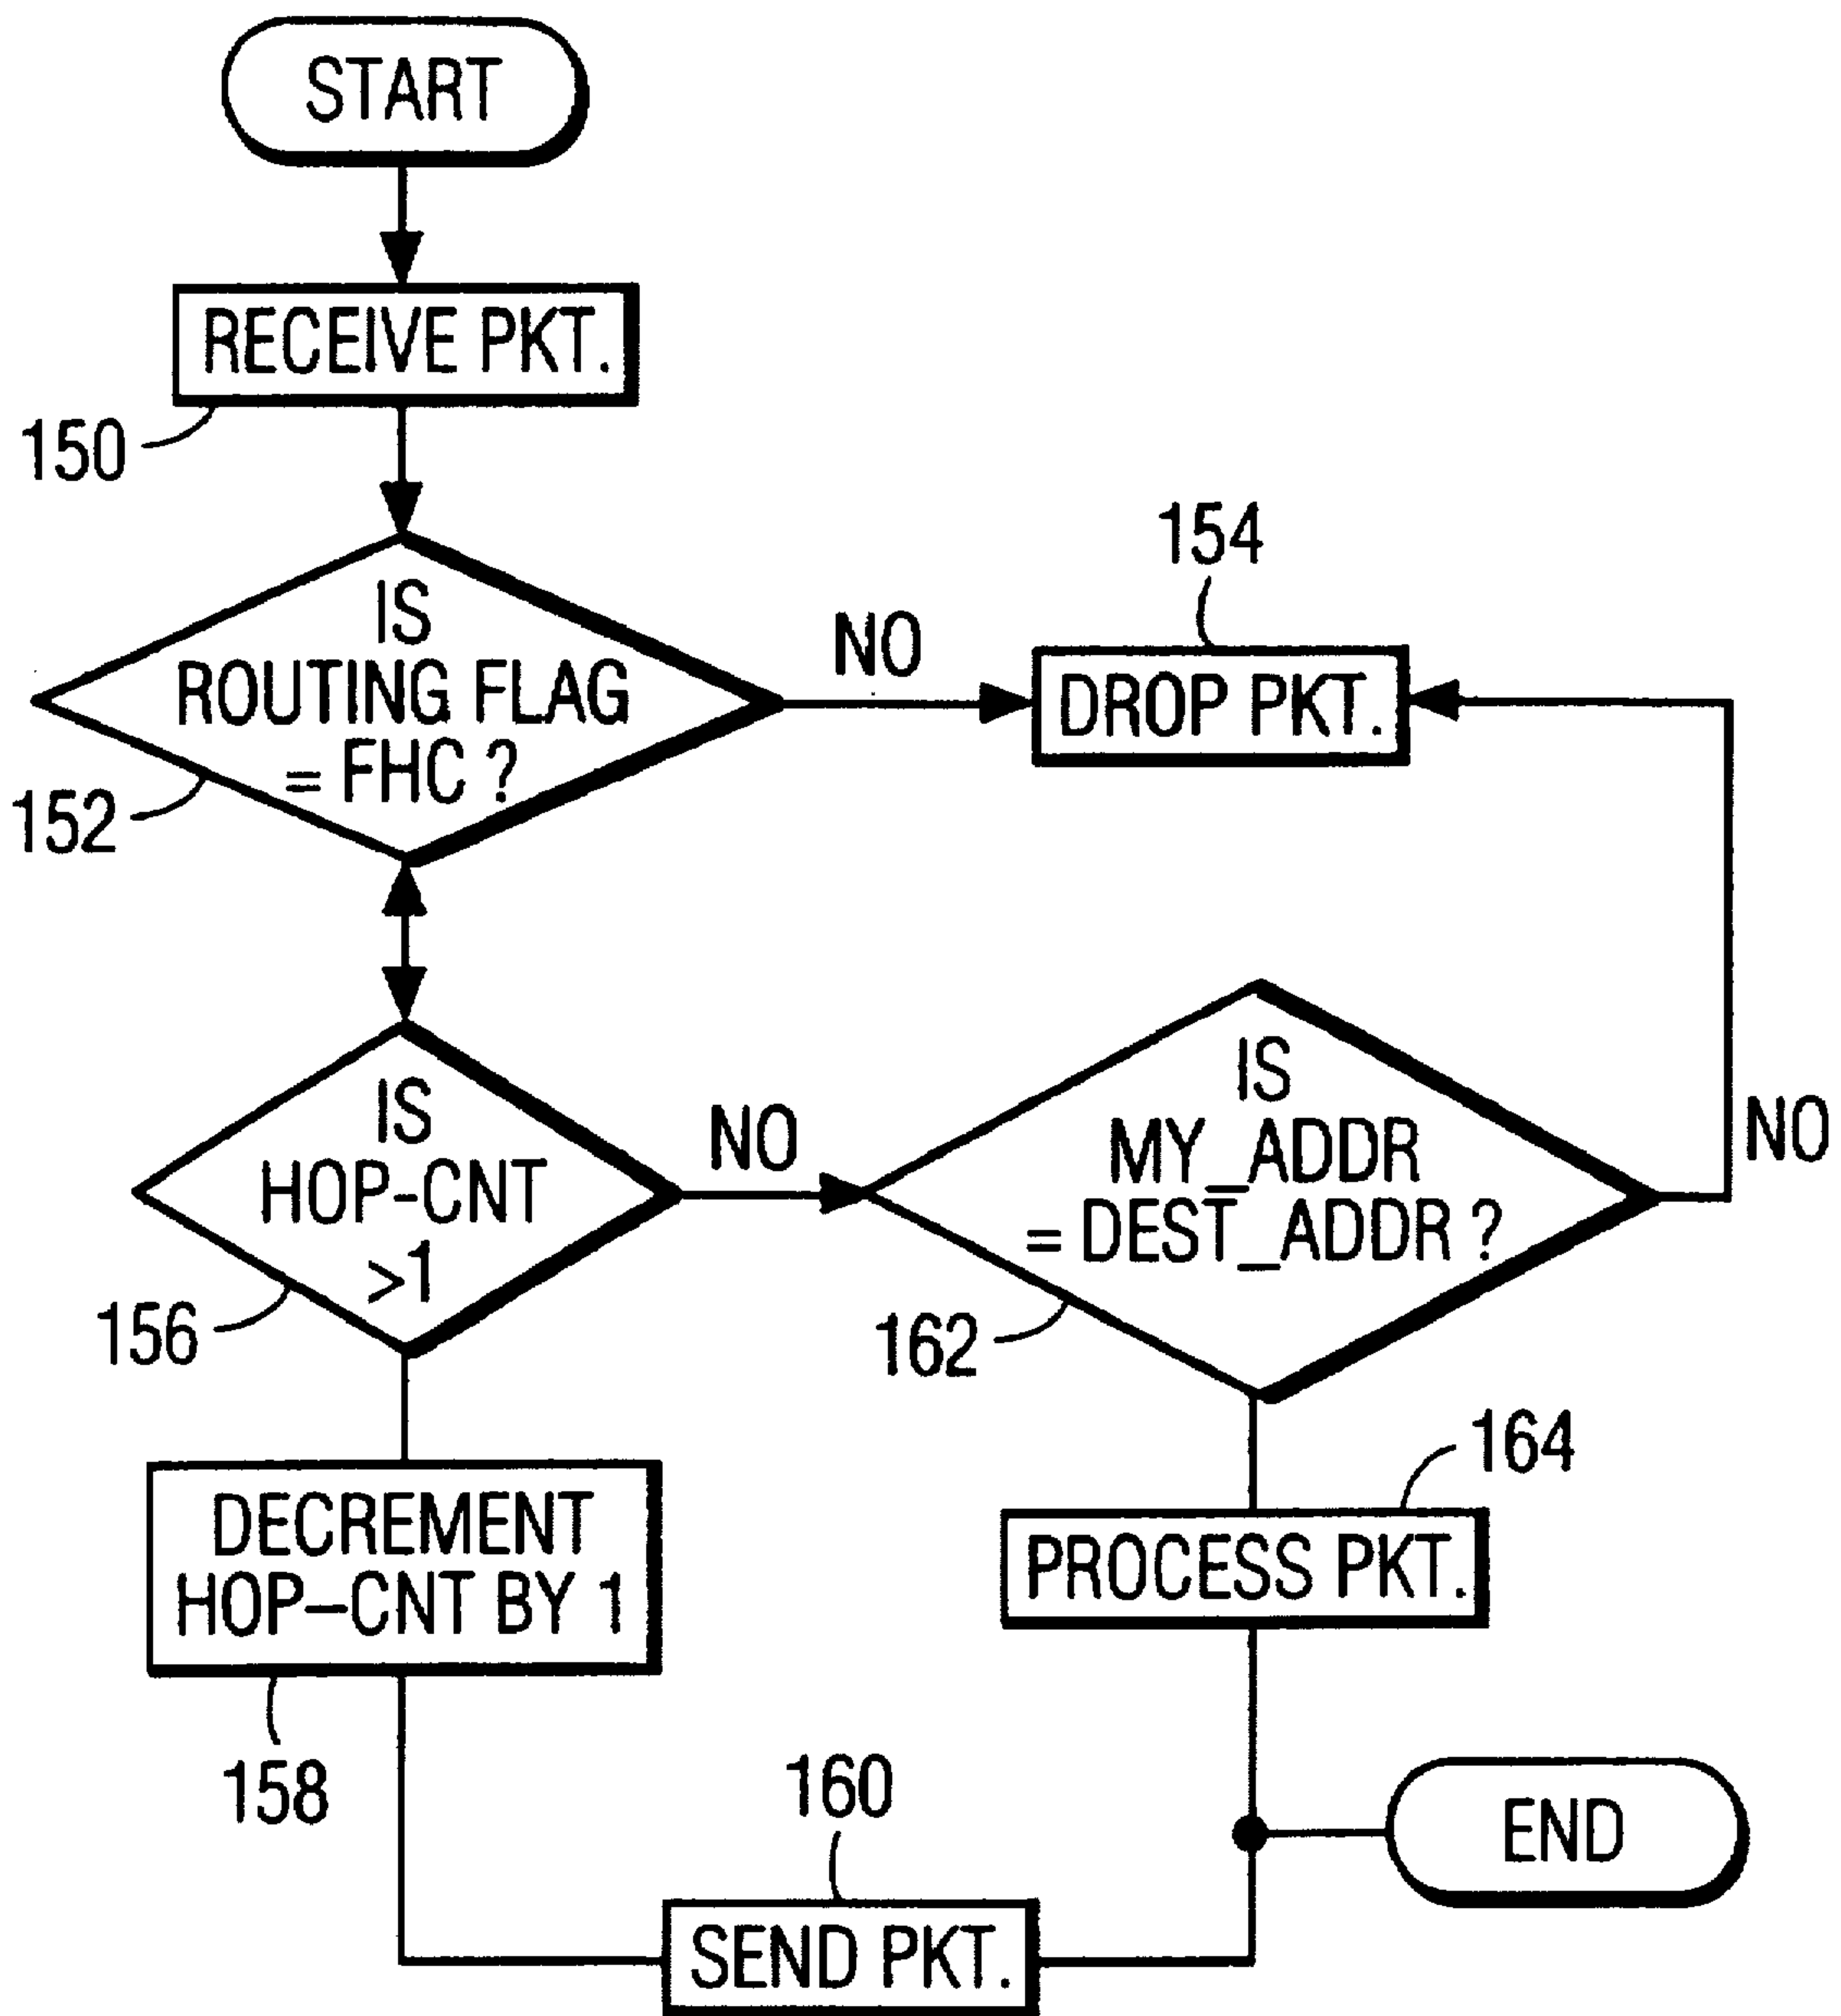 START
RECEIVE PKT.
150
IS
ROUTING FLAG
= FHC ?
152
NO
154
DROP PKT.
IS
HOP-CNT
>1
156
NO
IS
MY_ADDR
= DEST_ADDR ?
162
NO
DECREMENT
HOP–CNT BY 1
158
164
PROCESS PKT.
160
SEND PKT.
END